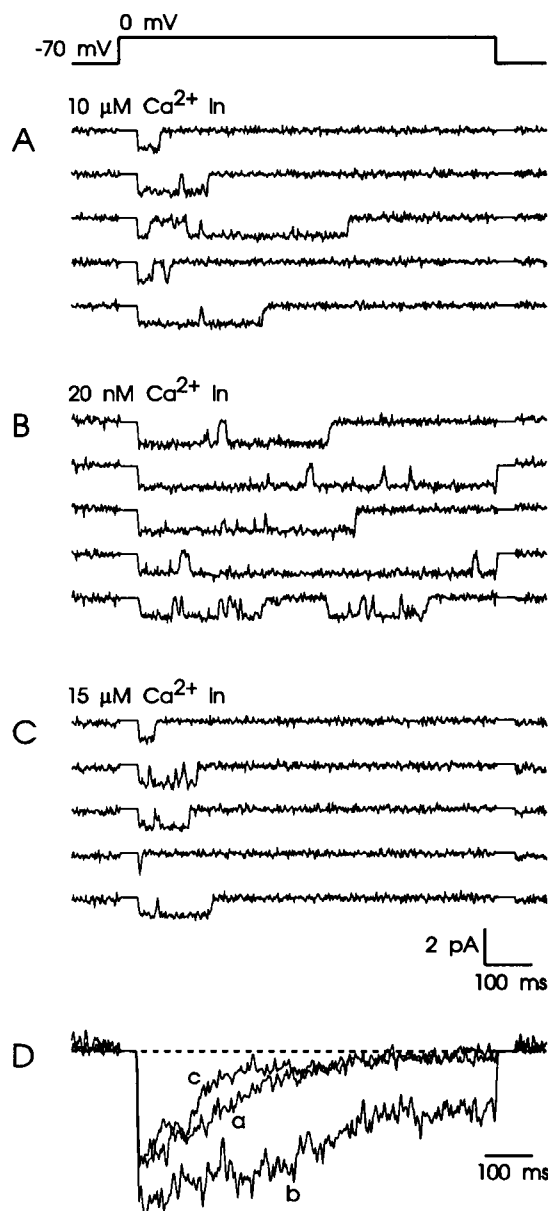 0 mV
-70 mV
10 μM Ca2+ In
A
20 nM Ca2+ In
B
15 μM Ca2+ In
C
2 pA
100 ms
D
c
a
b
100 ms